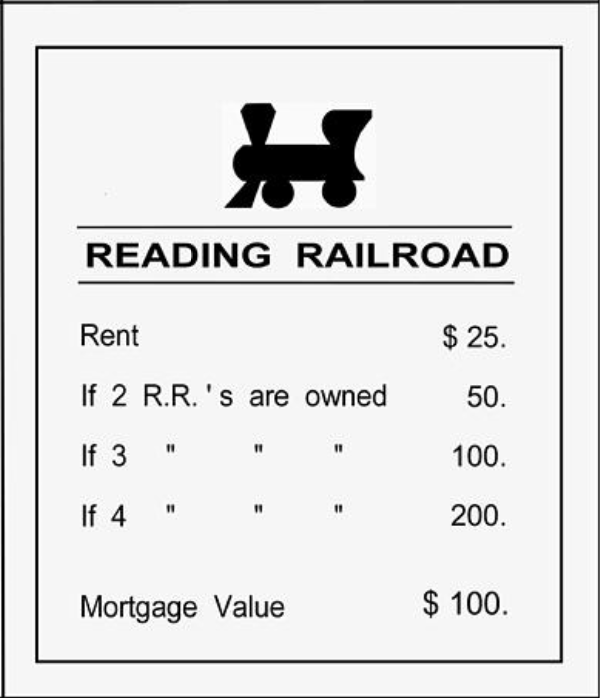 READING RAILROAD
Rent $ 25.
If 2 R.R. ' s are owned 50.
If 3 " " " 100.
If 4 " " " 200.
Mortgage Value $ 100.